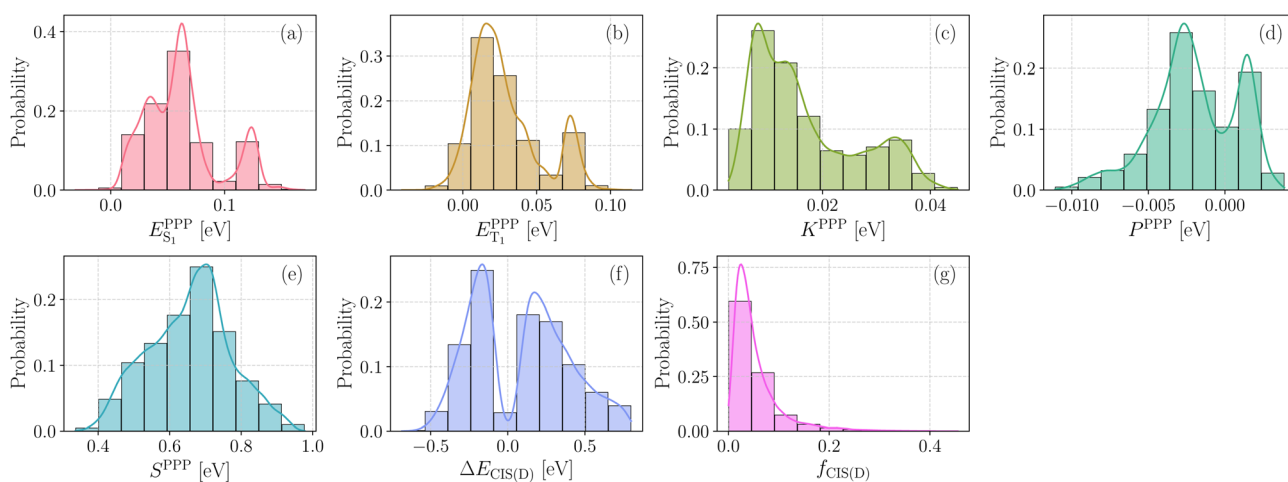 (a)
Probability
0.4
0.2
0.0
0.0 0.1
E_{S_1}^{PPP} [eV]
(b)
Probability
0.3
0.2
0.1
0.0
0.00 0.05 0.10
E_{T_1}^{PPP} [eV]
(c)
Probability
0.2
0.1
0.0
0.02 0.04
K^{PPP} [eV]
(d)
Probability
0.2
0.1
0.0
−0.010 −0.005 0.000
P^{PPP} [eV]
(e)
Probability
0.2
0.1
0.0
0.4 0.6 0.8 1.0
S^{PPP} [eV]
(f)
Probability
0.2
0.1
0.0
−0.5 0.0 0.5
ΔE_{CIS(D)} [eV]
(g)
Probability
0.75
0.50
0.25
0.00
0.0 0.2 0.4
f_{CIS(D)}